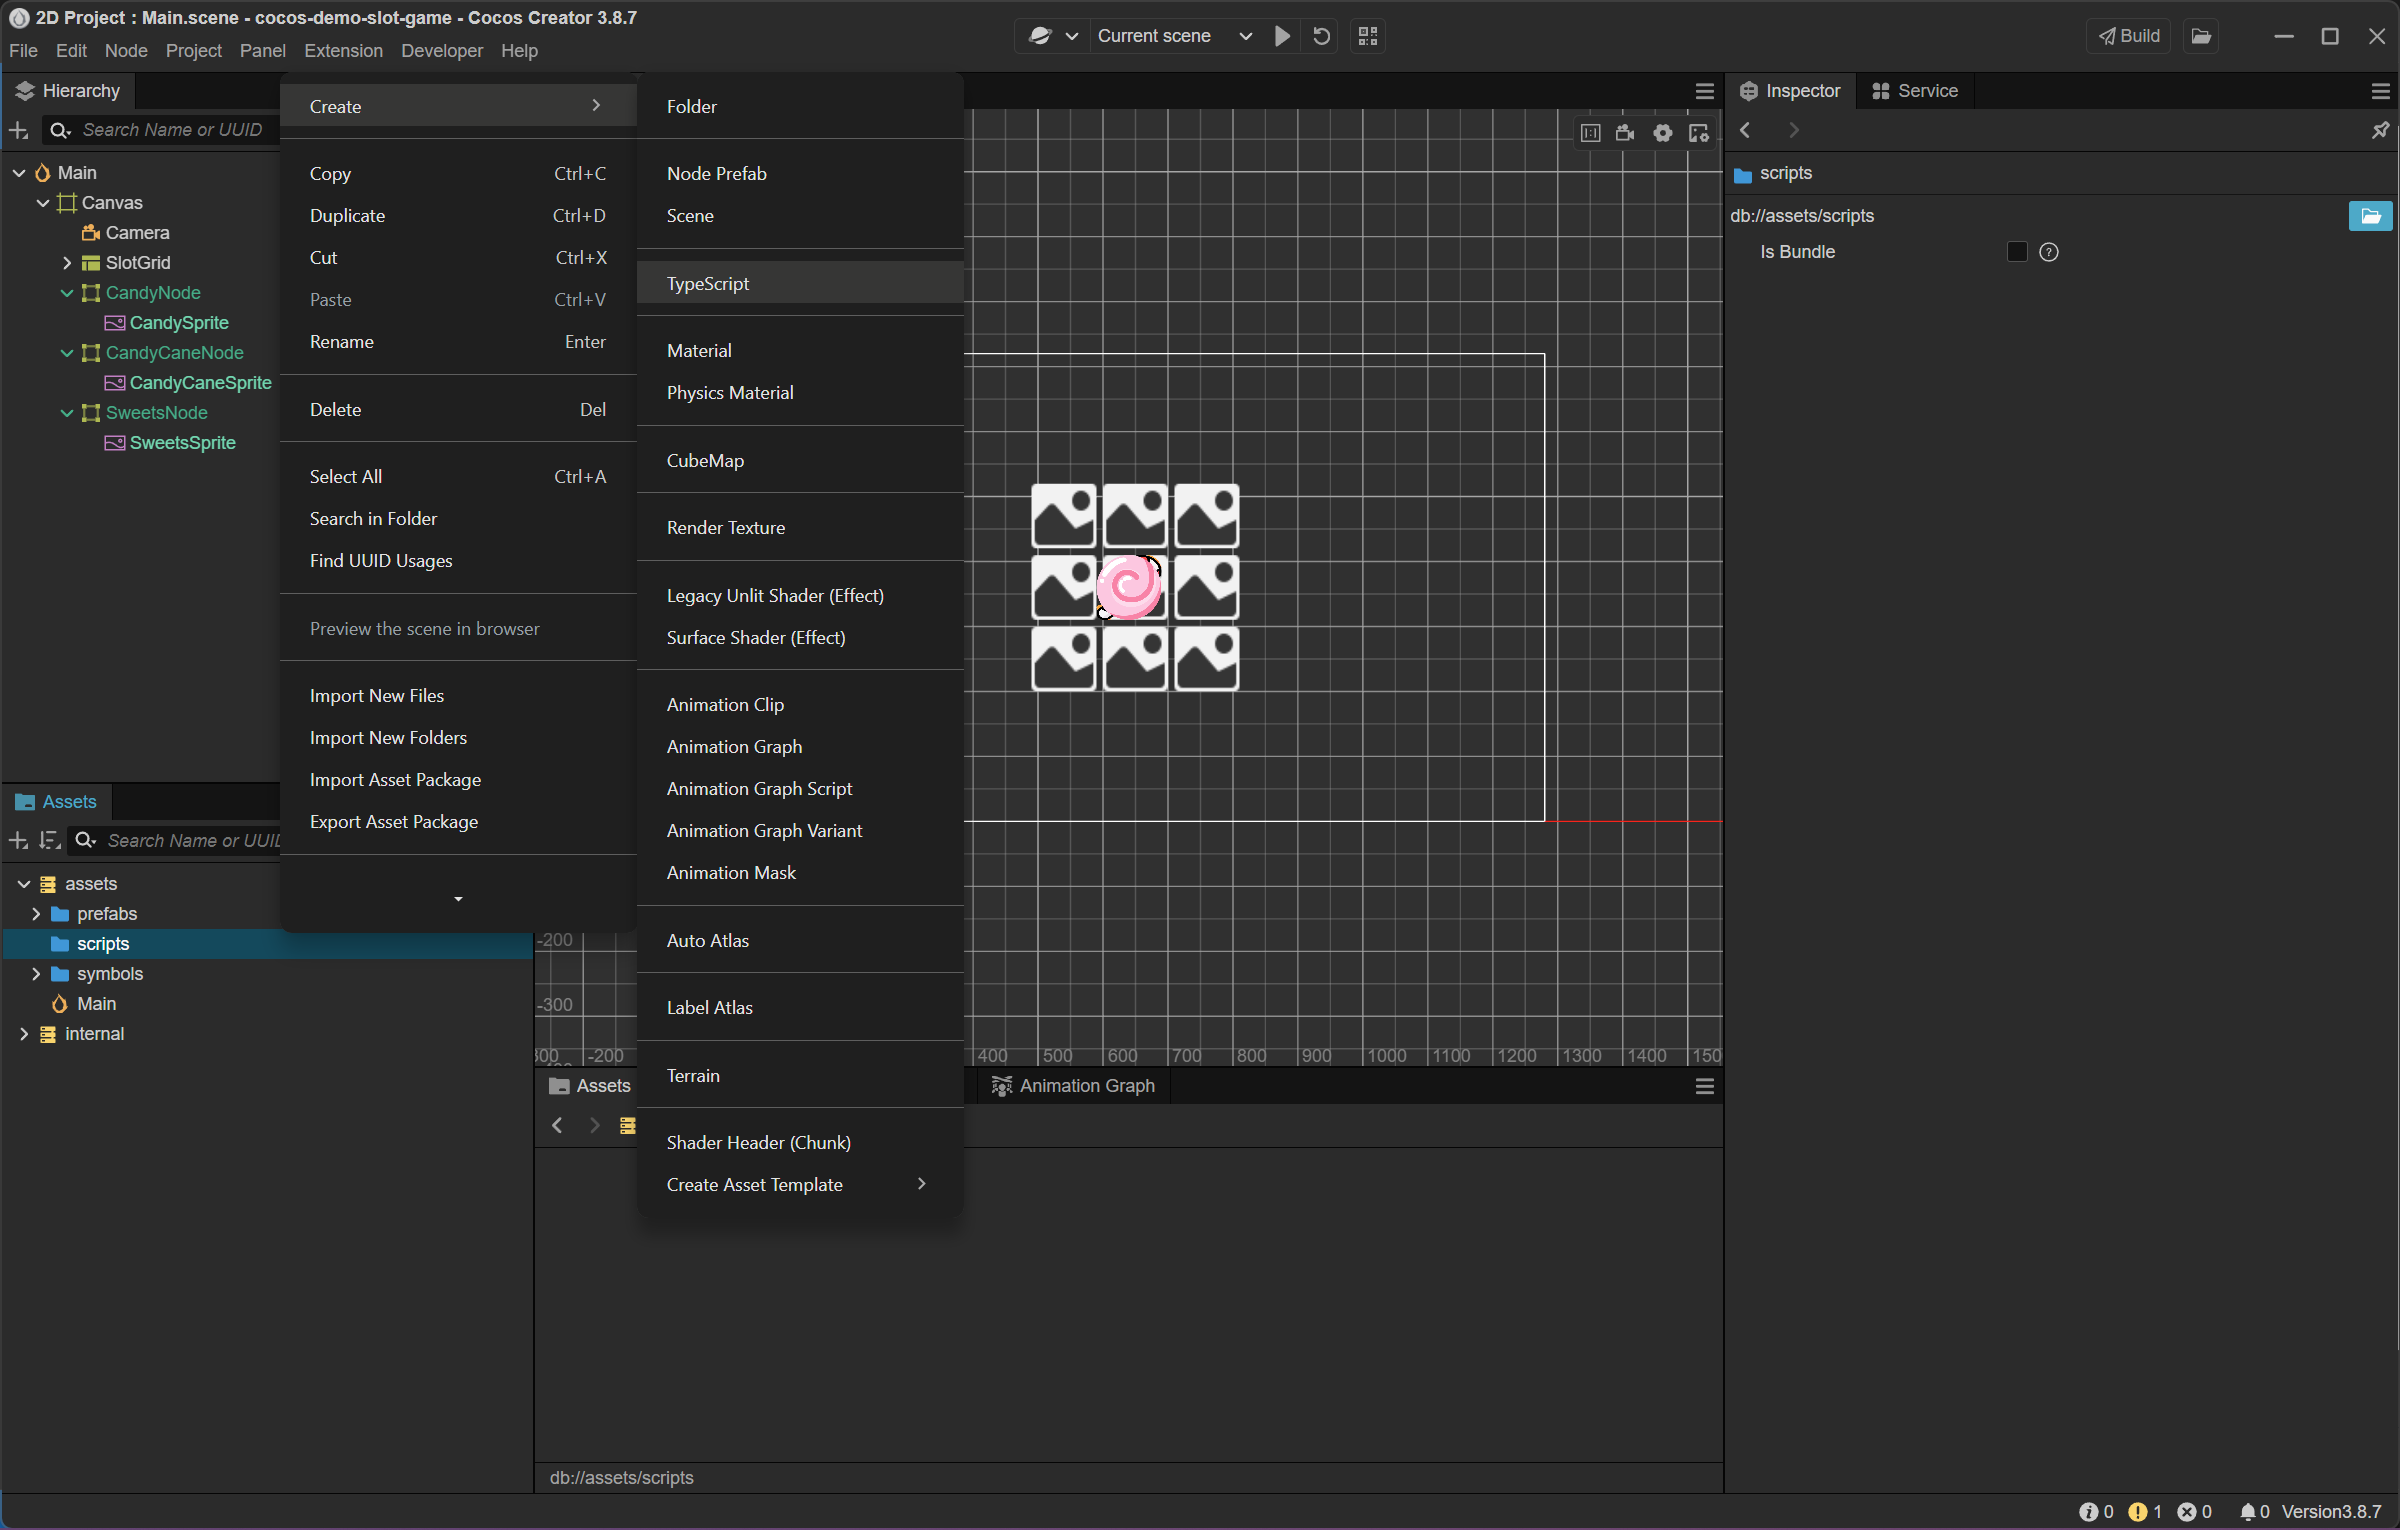 2D Project : Main.scene - cocos-demo-slot-game - Cocos Creator 3.8.7
File Edit Node Project Panel Extension Developer Help
Current scene
Build
Hierarchy
Search Name or UUID
Main
Canvas
Camera
SlotGrid
CandyNode
CandySprite
CandyCaneNode
CandyCaneSprite
SweetsNode
SweetsSprite
Assets
Search Name or UUID
assets
prefabs
scripts
symbols
Main
internal
Create
Copy Ctrl+C
Duplicate Ctrl+D
Cut Ctrl+X
Paste Ctrl+V
Rename Enter
Delete Del
Select All Ctrl+A
Search in Folder
Find UUID Usages
Preview the scene in browser
Import New Files
Import New Folders
Import Asset Package
Export Asset Package
Folder
Node Prefab
Scene
TypeScript
Material
Physics Material
CubeMap
Render Texture
Legacy Unlit Shader (Effect)
Surface Shader (Effect)
Animation Clip
Animation Graph
Animation Graph Script
Animation Graph Variant
Animation Mask
Auto Atlas
Label Atlas
Terrain
Shader Header (Chunk)
Create Asset Template
-200
-300
-200 400 500 600 700 800 900 1000 1100 1200 1300 1400 150
Assets
Animation Graph
db://assets/scripts
Inspector
Service
scripts
db://assets/scripts
Is Bundle
0 1 0 0 Version3.8.7